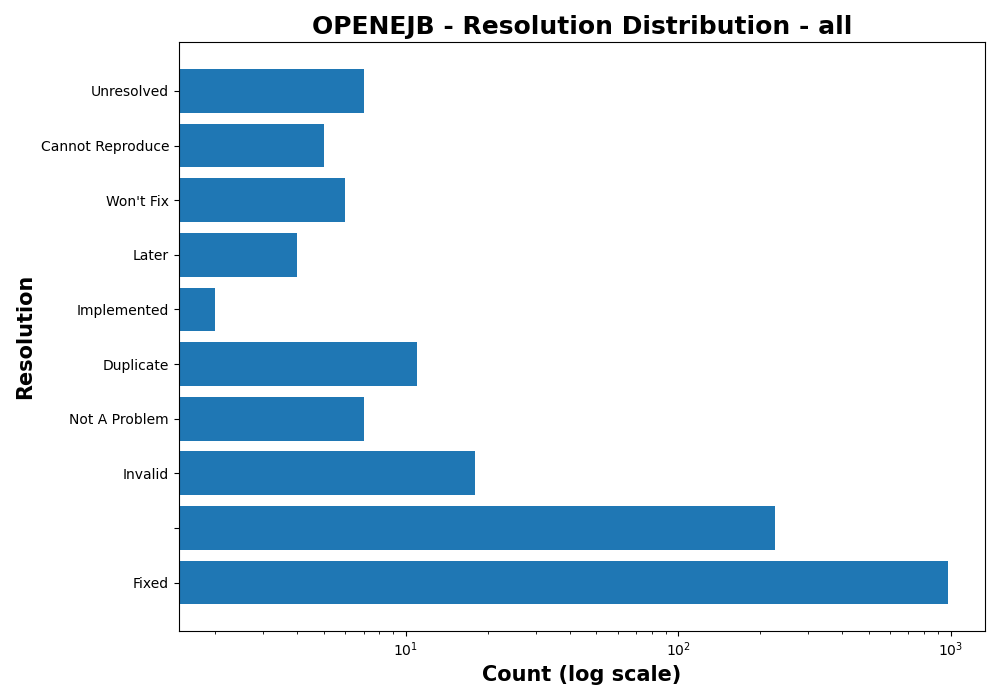 OPENEJB - Resolution Distribution - all
Unresolved
Cannot Reproduce
Won't Fix
Later
Implemented
Duplicate
Not A Problem
Invalid
Fixed
Resolution
10¹ 10² 10³
Count (log scale)